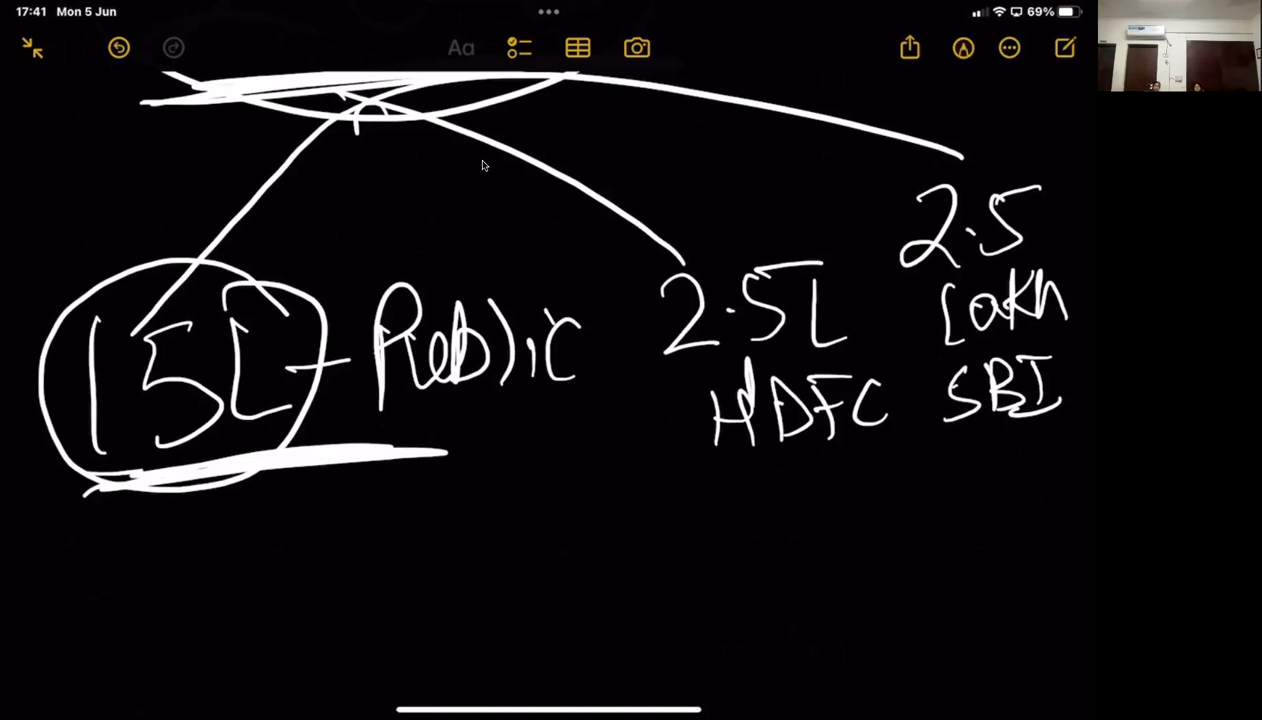 17:41 Mon 5 Jun
69%
Aa
15L - Public
2.5L
HDFC
2.5
Lakh
SBI